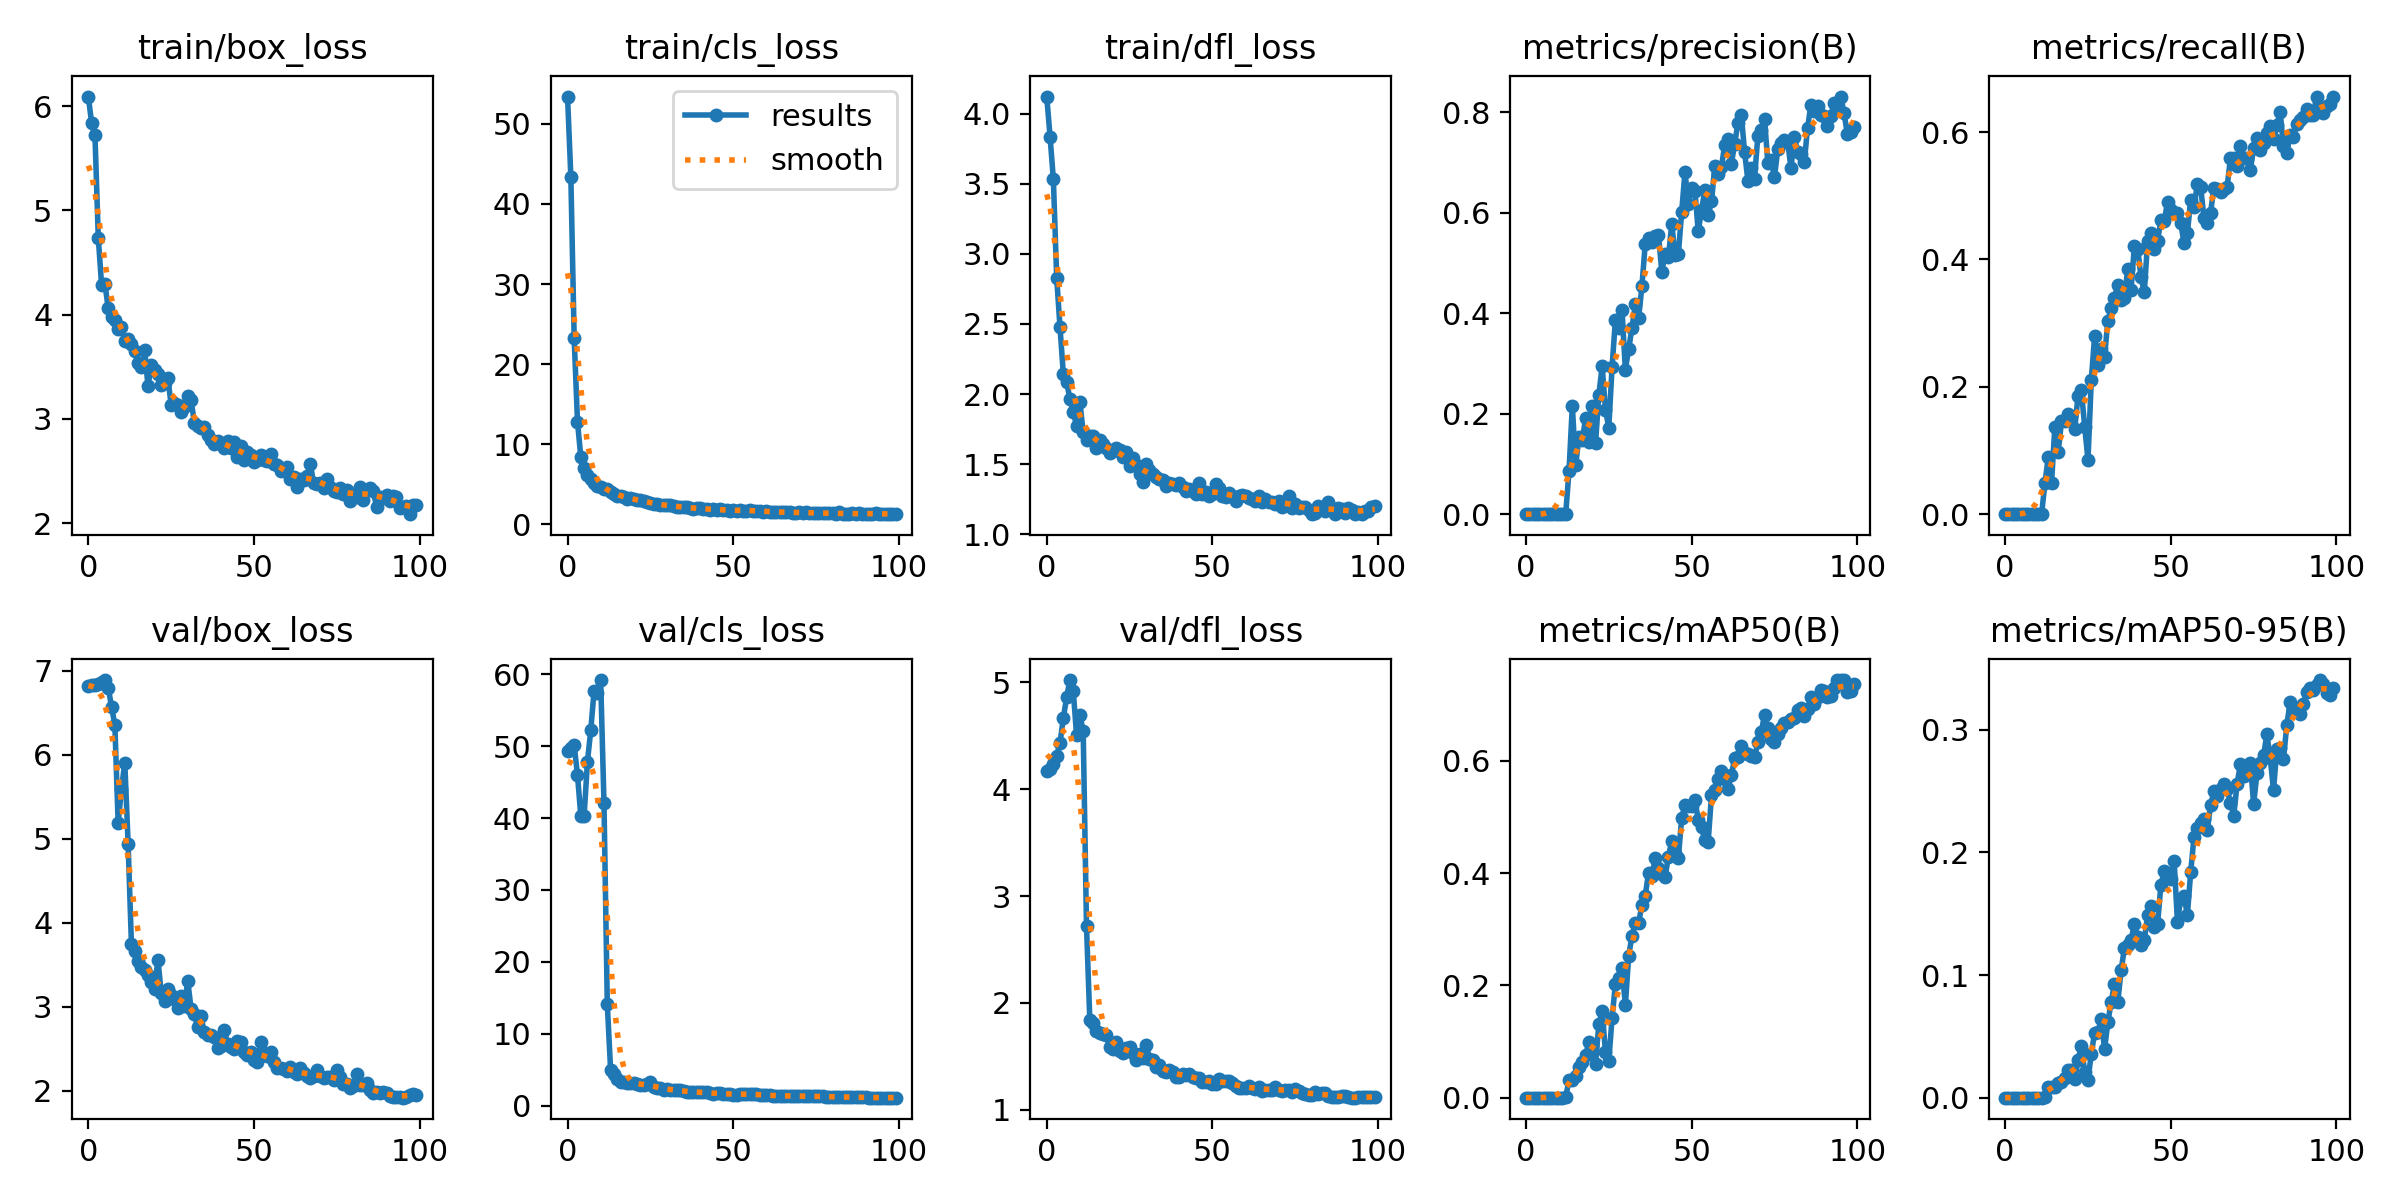 train/box_loss
6
5
4
3
2
0 50 100
train/cls_loss
results
smooth
50
40
30
20
10
0
0 50 100
train/dfl_loss
4.0
3.5
3.0
2.5
2.0
1.5
1.0
0 50 100
metrics/precision(B)
0.8
0.6
0.4
0.2
0.0
0 50 100
metrics/recall(B)
0.6
0.4
0.2
0.0
0 50 100
val/box_loss
7
6
5
4
3
2
0 50 100
val/cls_loss
60
50
40
30
20
10
0
0 50 100
val/dfl_loss
5
4
3
2
1
0 50 100
metrics/mAP50(B)
0.6
0.4
0.2
0.0
0 50 100
metrics/mAP50-95(B)
0.3
0.2
0.1
0.0
0 50 100